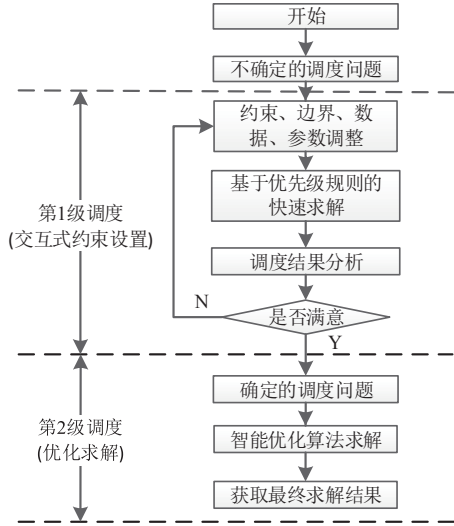 开始
不确定的调度问题
约束、边界、数
据、参数调整
基于优先级规则的
快速求解
第1级调度
(交互式约束设置)
调度结果分析
N
是否满意
Y
确定的调度问题
第2级调度
(优化求解)
智能优化算法求解
获取最终求解结果